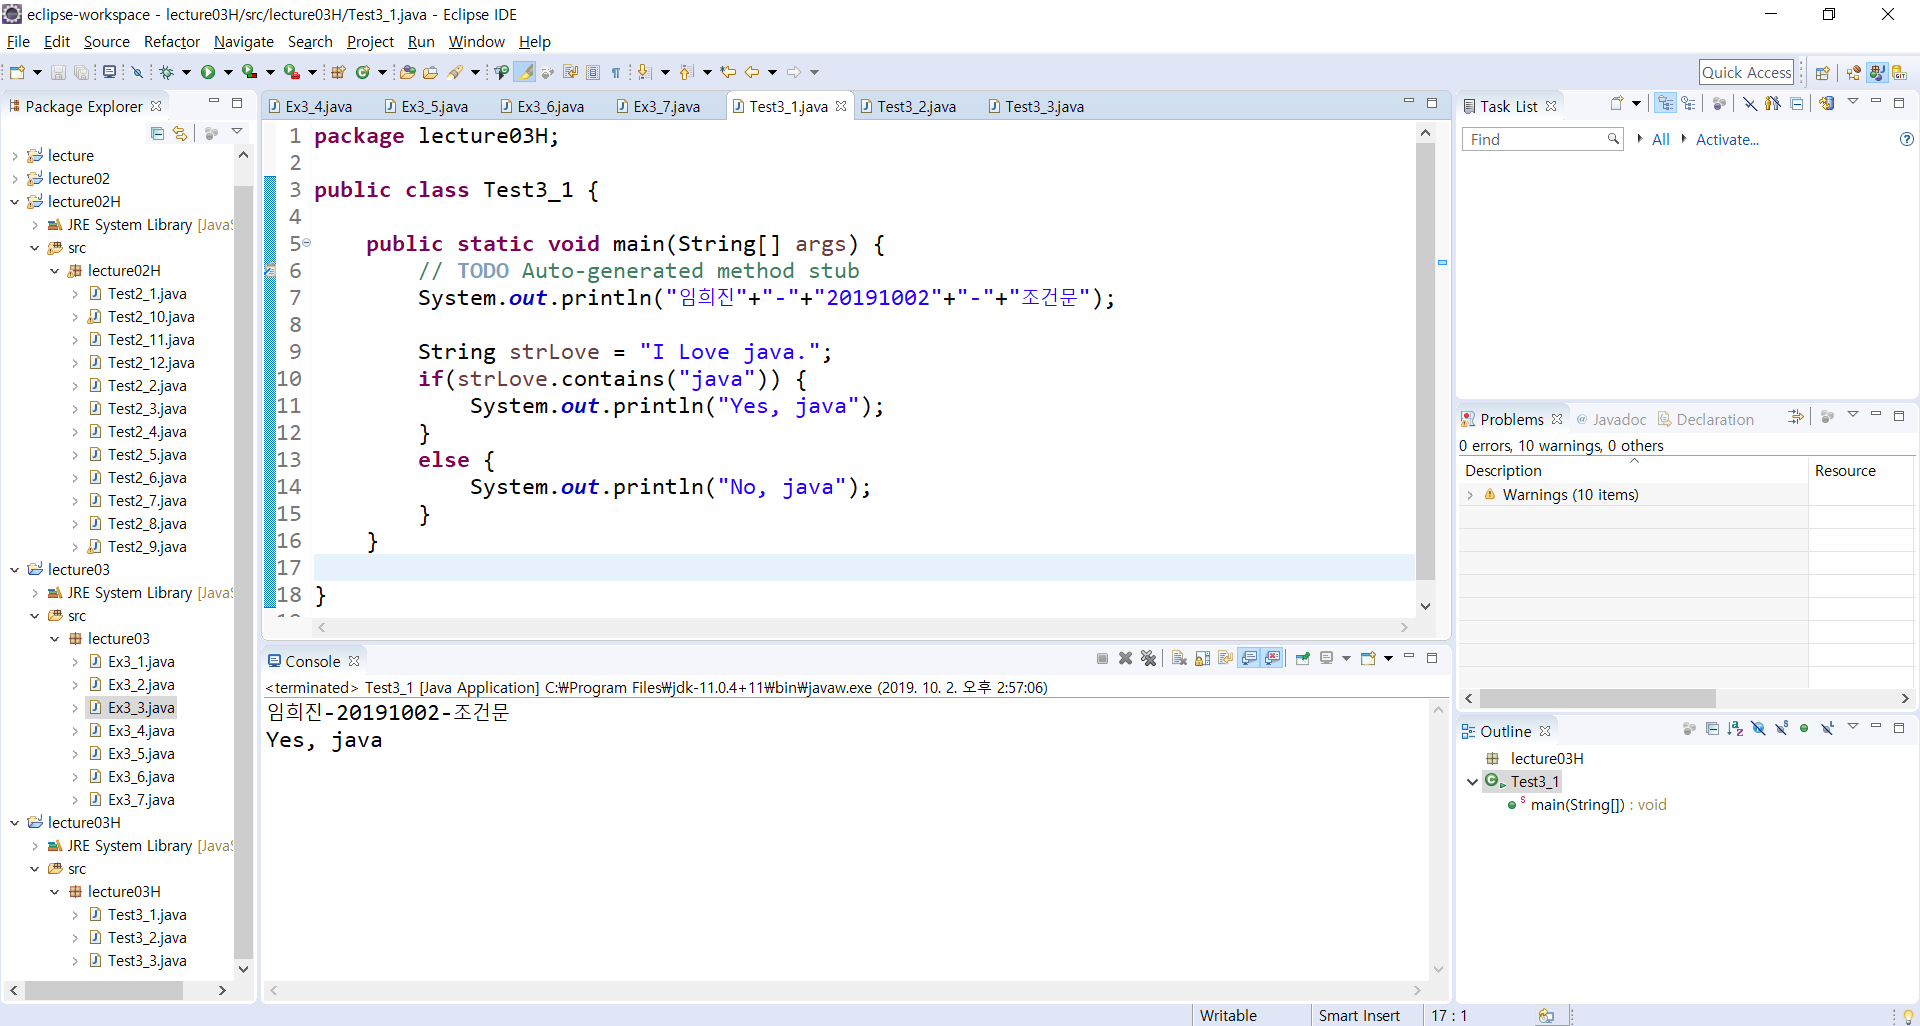 eclipse-workspace - lecture03H/src/lecture03H/Test3_1.java - Eclipse IDE
File Edit Source Refactor Navigate Search Project Run Window Help
Quick Access
Package Explorer
lecture
lecture02
lecture02H
JRE System Library [JavaS
src
lecture02H
Test2_1.java
Test2_10.java
Test2_11.java
Test2_12.java
Test2_2.java
Test2_3.java
Test2_4.java
Test2_5.java
Test2_6.java
Test2_7.java
Test2_8.java
Test2_9.java
lecture03
JRE System Library [JavaS
src
lecture03
Ex3_1.java
Ex3_2.java
Ex3_3.java
Ex3_4.java
Ex3_5.java
Ex3_6.java
Ex3_7.java
lecture03H
JRE System Library [JavaS
src
lecture03H
Test3_1.java
Test3_2.java
Test3_3.java
Ex3_4.java Ex3_5.java Ex3_6.java Ex3_7.java Test3_1.java Test3_2.java Test3_3.java
1 package lecture03H;
2
3 public class Test3_1 {
4
5 public static void main(String[] args) {
6 // TODO Auto-generated method stub
7 System.out.println("임희진"+"-"+"20191002"+"-"+"조건문");
8
9 String strLove = "I Love java.";
10 if(strLove.contains("java")) {
11 System.out.println("Yes, java");
12 }
13 else {
14 System.out.println("No, java");
15 }
16 }
17
18 }
Console
<terminated> Test3_1 [Java Application] C:₩Program Files₩jdk-11.0.4+11₩bin₩javaw.exe (2019. 10. 2. 오후 2:57:06)
임희진-20191002-조건문
Yes, java
Task List
Find All Activate...
Problems Javadoc Declaration
0 errors, 10 warnings, 0 others
Description Resource
Warnings (10 items)
Outline
lecture03H
Test3_1
main(String[]) : void
Writable Smart Insert 17 : 1